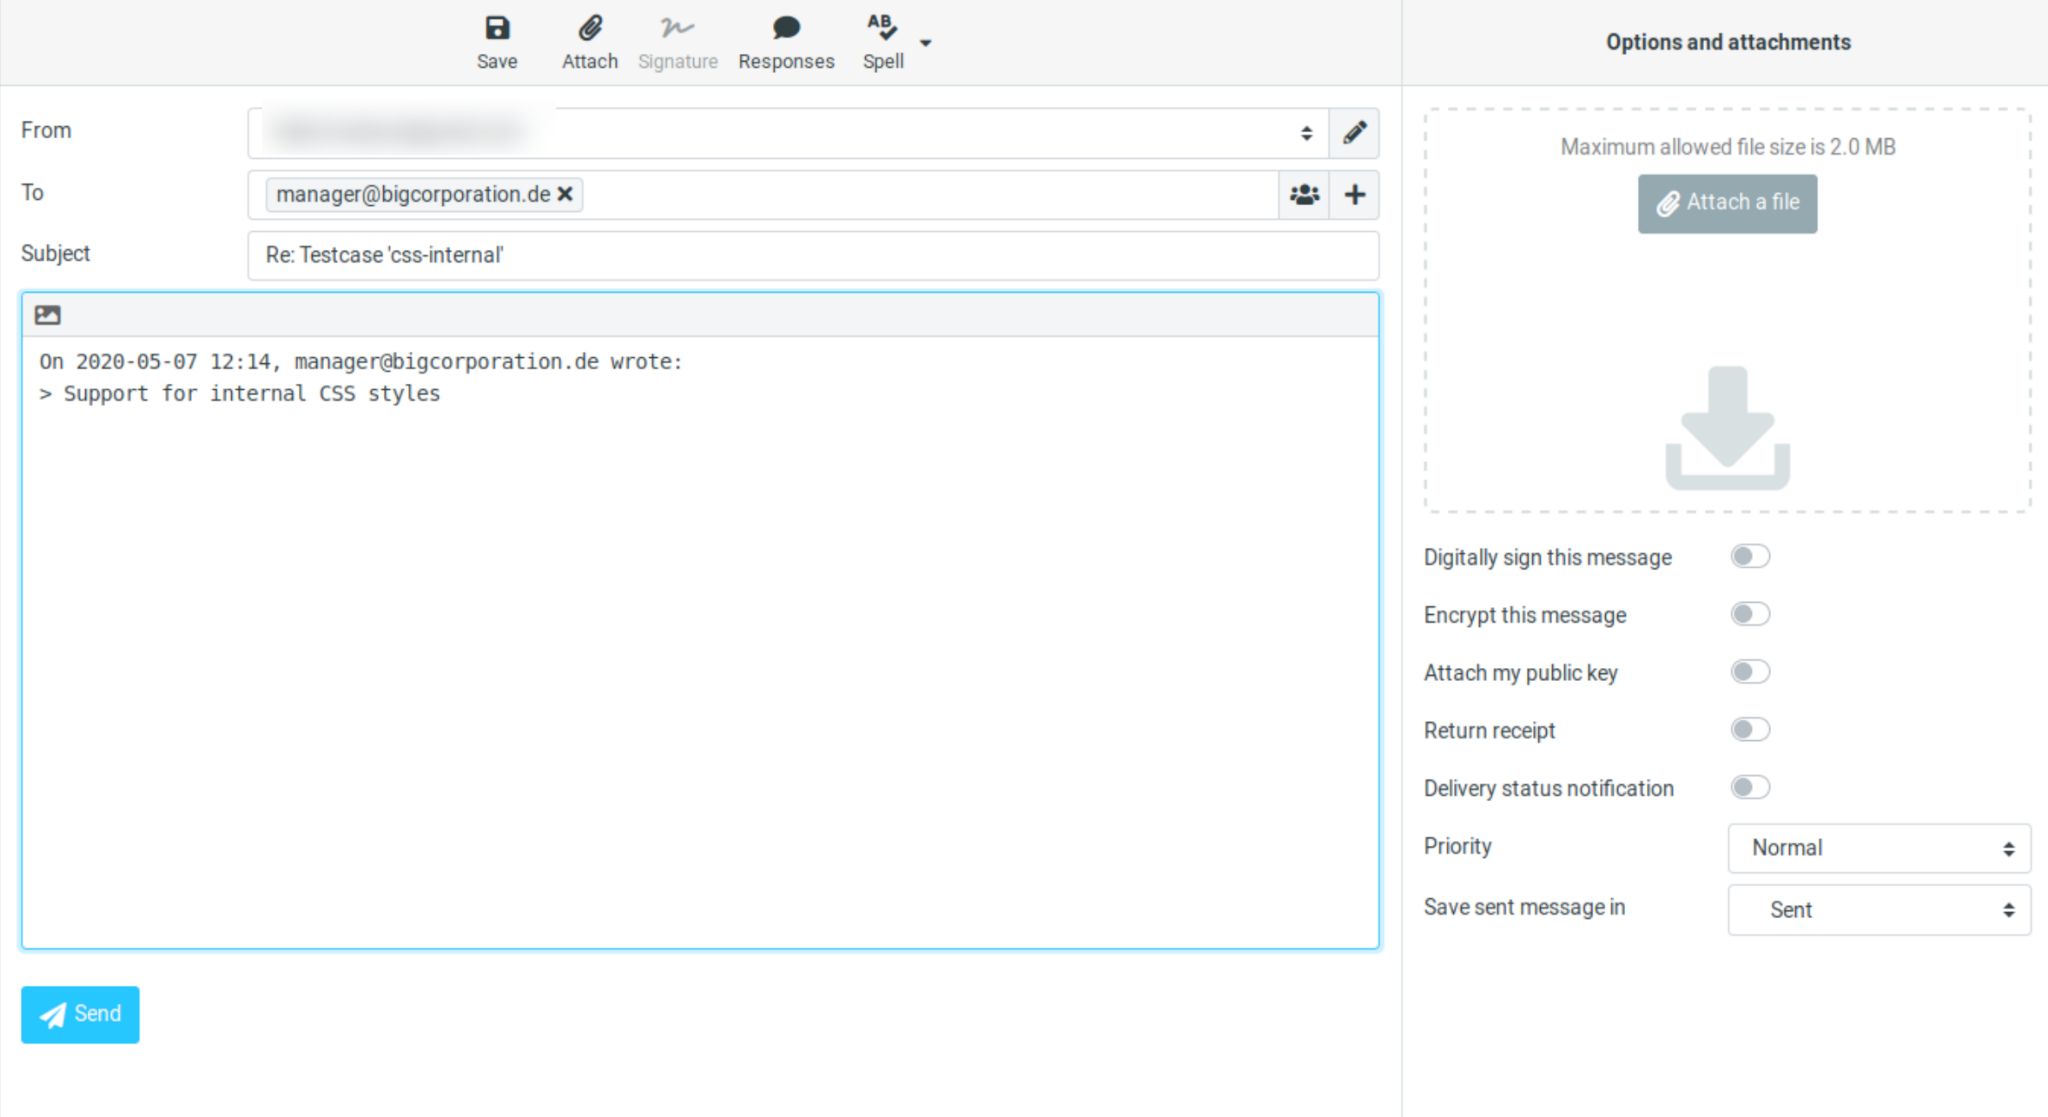 Save Attach Signature Responses AB Spell
Options and attachments
From
To manager@bigcorporation.de
Subject Re: Testcase 'css-internal'
On 2020-05-07 12:14, manager@bigcorporation.de wrote:
> Support for internal CSS styles
Send
Maximum allowed file size is 2.0 MB
Attach a file
Digitally sign this message
Encrypt this message
Attach my public key
Return receipt
Delivery status notification
Priority Normal
Save sent message in Sent